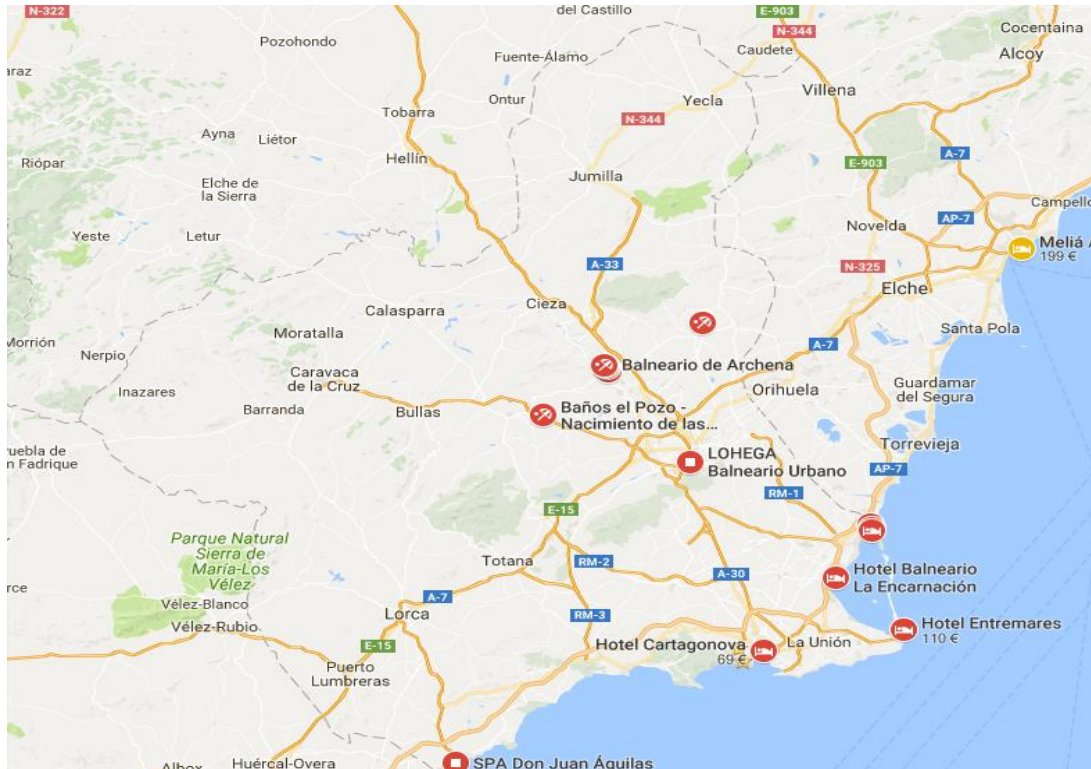 N-322
del Castillo
E-903
N-344
Cocentaina
Pozohondo
Fuente-Álamo
Caudete
Alcoy
araz
Yecla
Villena
Ontur
Tobarra
N-344
Ayna
Liétor
Hellín
E-903
A-7
Riópar
Jumilla
Elche de
la Sierra
AP-7
Campello
Yeste
Letur
Novelda
Meliá A
199 €
A-33
N-325
Elche
Cieza
Calasparra
Santa Pola
Moratalla
Morrión
Nerpio
A-7
Balneario de Archena
Caravaca
de la Cruz
Orihuela
Guardamar
del Segura
Inazares
Barranda
Bullas
Baños el Pozo -
Nacimiento de las...
Puebla de
n Fadrique
Torrevieja
LOHEGA
Balneario Urbano
AP-7
RM-1
E-15
Parque Natural
Sierra de
María-Los
Vélez
Totana
RM-2
A-30
Hotel Balneario
La Encarnación
rce
Vélez-Blanco
A-7
Lorca
RM-3
Vélez-Rubio
Hotel Entremares
110 €
E-15
Hotel Cartagonova
69 €
La Unión
Puerto
Lumbreras
Albox
Huércal-Overa
SPA Don Juan Águilas